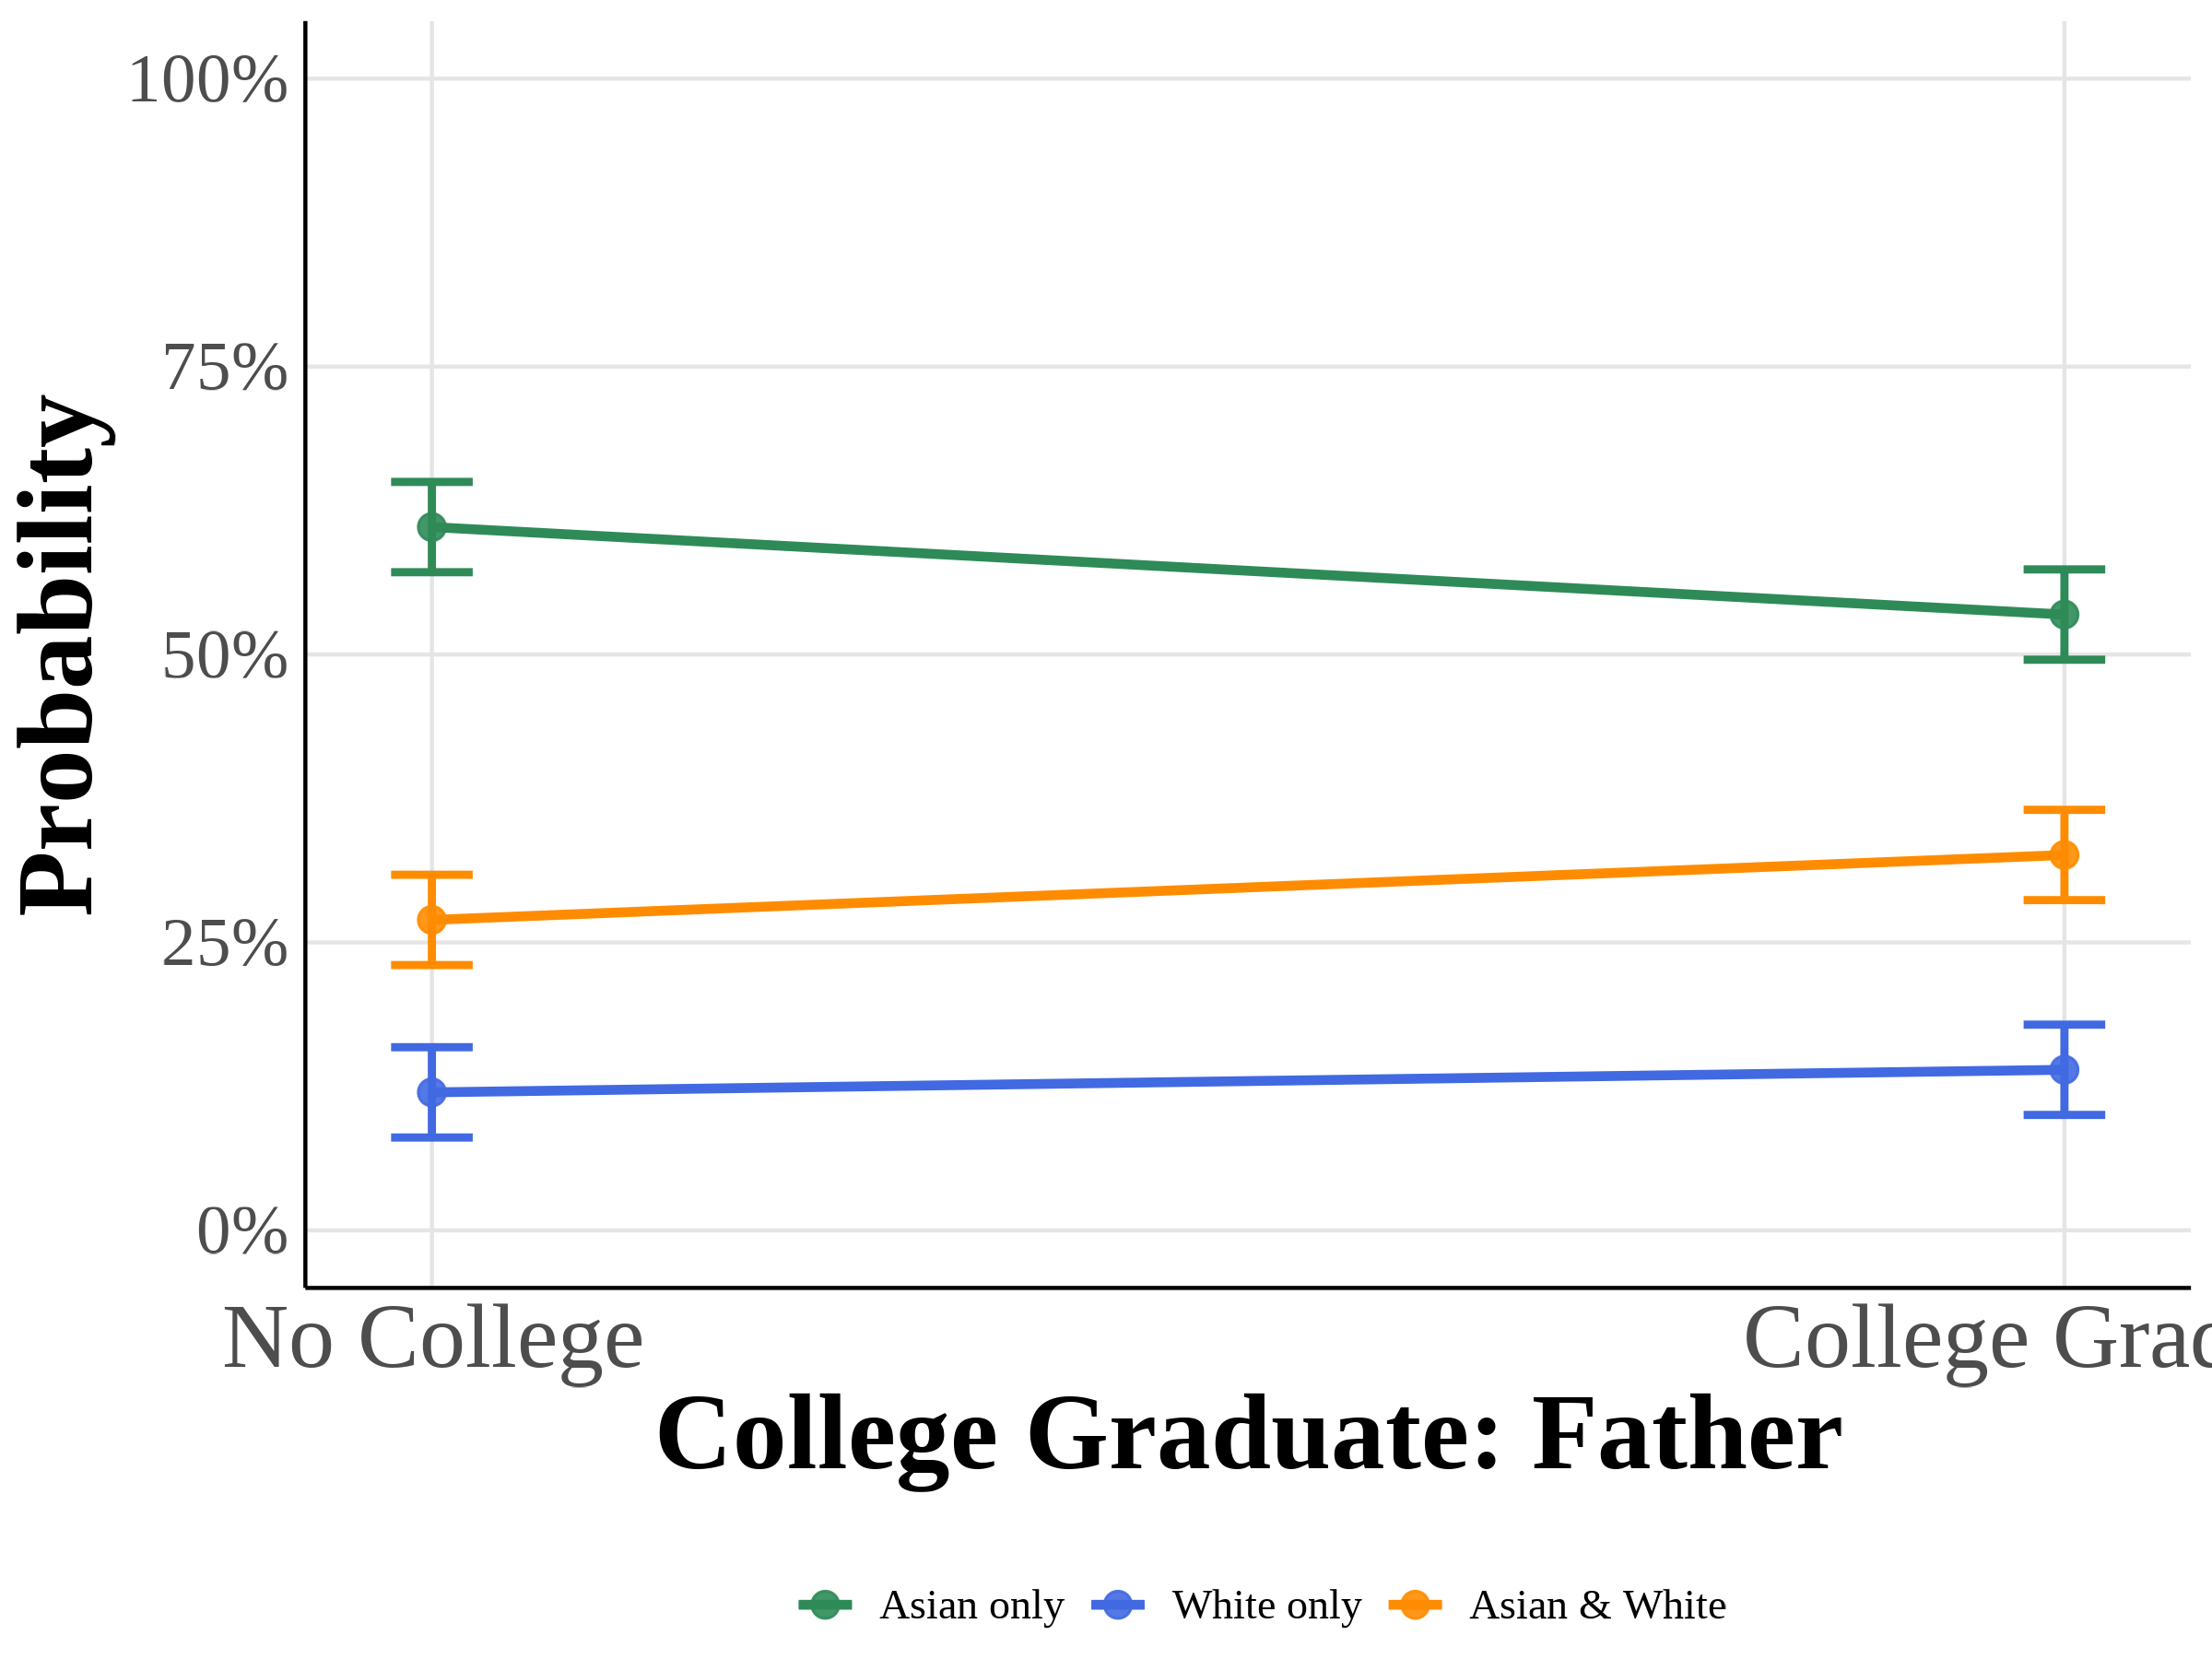 100%
75%
50%
25%
0%
Probability
No College
College Grad
College Graduate: Father
Asian only
White only
Asian & White